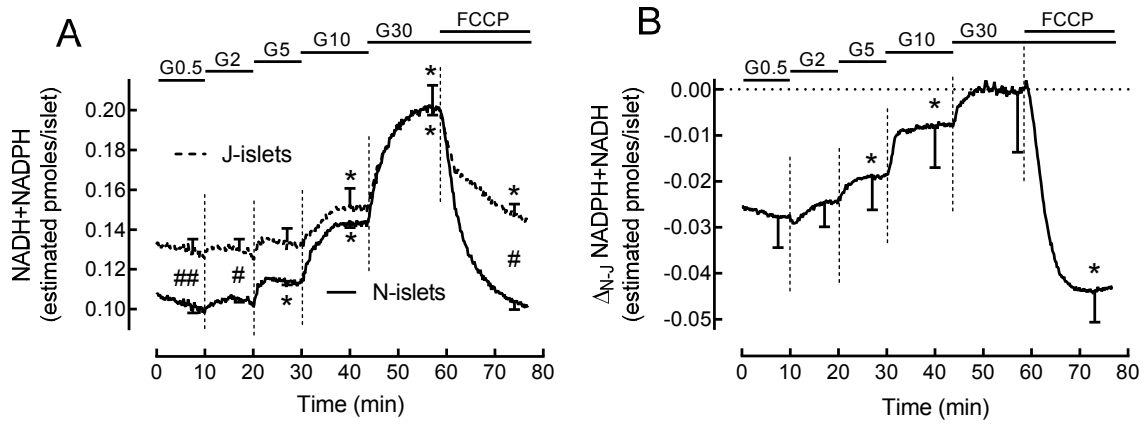 A
FCCP
G30
G10
G5
G2
G0.5
NADH+NADPH
(estimated pmoles/islet)
0.20
0.18
0.16
0.14
0.12
0.10
J-islets
N-islets
*
*
*
*
*
*
##
#
#
0 10 20 30 40 50 60 70 80
Time (min)
B
FCCP
G30
G10
G5
G2
G0.5
ΔN-J NADPH+NADH
(estimated pmoles/islet)
0.00
-0.01
-0.02
-0.03
-0.04
-0.05
*
*
*
0 10 20 30 40 50 60 70 80
Time (min)